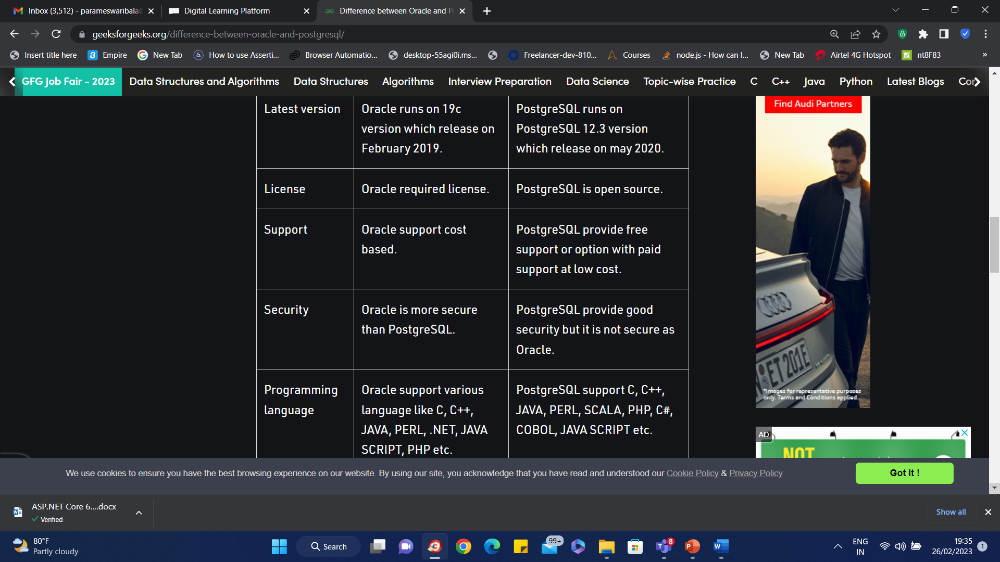 Inbox (3,512) - parameswaribala
Digital Learning Platform
Difference between Oracle and P
geeksforgeeks.org/difference-between-oracle-and-postgresql/
Insert title here
Empire
New Tab
How to use Asserti...
Browser Automatio...
desktop-55agi0i.ms...
Freelancer-dev-810...
Courses
node.js - How can I...
New Tab
Airtel 4G Hotspot
nt8F83
»
GFG Job Fair - 2023
Data Structures and Algorithms
Data Structures
Algorithms
Interview Preparation
Data Science
Topic-wise Practice
C
C++
Java
Python
Latest Blogs
Latest version
Oracle runs on 19c
version which release on
February 2019.
PostgreSQL runs on
PostgreSQL 12.3 version
which release on may 2020.
License
Oracle required license.
PostgreSQL is open source.
Support
Oracle support cost
based.
PostgreSQL provide free
support or option with paid
support at low cost.
Security
Oracle is more secure
than PostgreSQL.
PostgreSQL provide good
security but it is not secure as
Oracle.
Programming
language
Oracle support various
language like C, C++,
JAVA, PERL, .NET, JAVA
SCRIPT, PHP etc.
PostgreSQL support C, C++,
JAVA, PERL, SCALA, PHP, C#,
COBOL, JAVA SCRIPT etc.
Find Audi Partners
ET 201E
*Images for representative purposes
only. Terms and Conditions applied.
AD
NOT
We use cookies to ensure you have the best browsing experience on our website. By using our site, you acknowledge that you have read and understood our Cookie Policy & Privacy Policy
Got It !
ASP.NET Core 6....docx
Verified
Show all
80°F
Partly cloudy
Search
99+
8
ENG
IN
19:35
26/02/2023
1